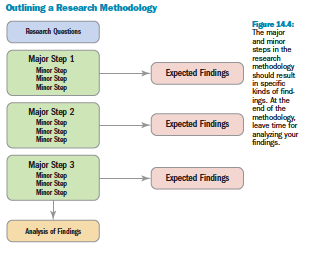 Outlining a Research Methodology
Research Questions
Major Step 1
Minor Step
Minor Step
Minor Step
Expected Findings
Major Step 2
Minor Step
Minor Step
Minor Step
Expected Findings
Major Step 3
Minor Step
Minor Step
Minor Step
Expected Findings
Analysis of Findings
Figure 14.4:
The major
and minor
steps in the
research
methodology
should result
in specific
kinds of find-
ings. At the
end of the
methodology,
leave time for
analyzing your
findings.